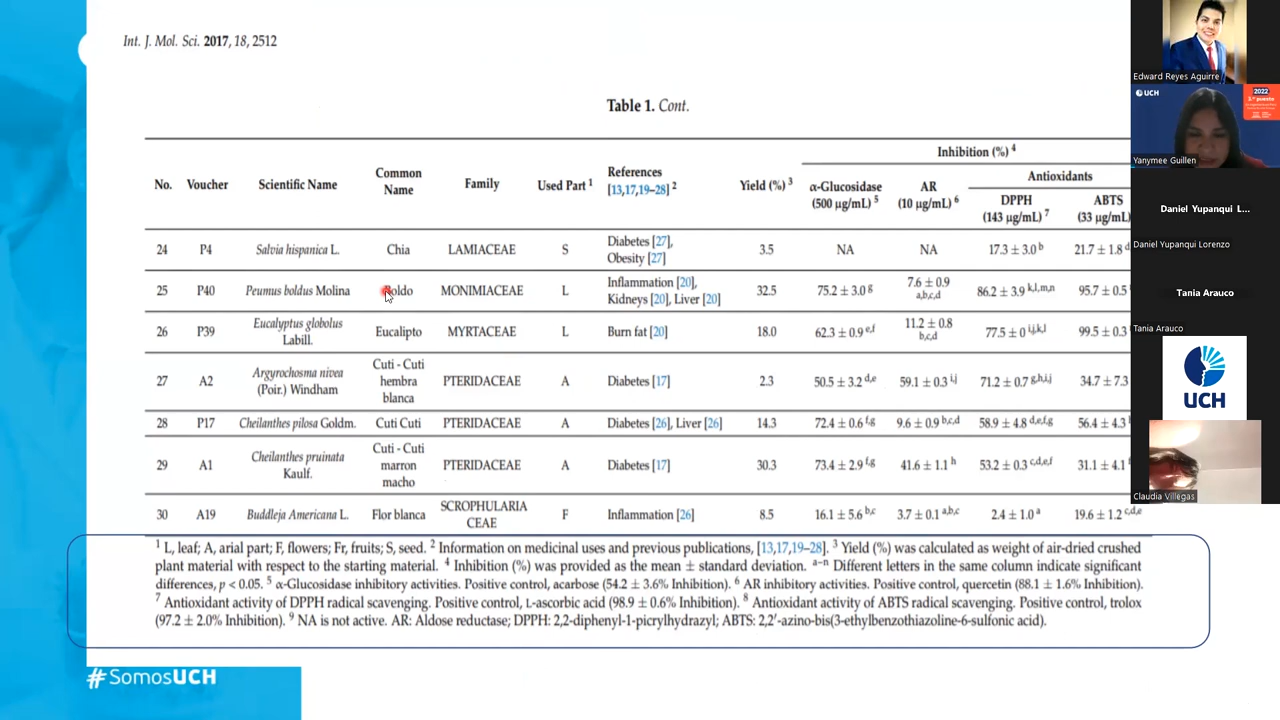 Int. J. Mol. Sci. 2017, 18, 2512
Table 1. Cont.
No. Voucher Scientific Name Common Name Family Used Part 1 References [13,17,19–28] 2 Yield (%) 3 Inhibition (%) 4
α-Glucosidase (500 μg/mL) 5 AR (10 μg/mL) 6 Antioxidants
DPPH (143 μg/mL) 7 ABTS (33 μg/mL)
24 P4 Salvia hispanica L. Chia LAMIACEAE S Diabetes [27], Obesity [27] 3.5 NA NA 17.3 ± 3.0 b 21.7 ± 1.8 d
25 P40 Peumus boldus Molina oldo MONIMIACEAE L Inflammation [20], Kidneys [20], Liver [20] 32.5 75.2 ± 3.0 g 7.6 ± 0.9 a,b,c,d 86.2 ± 3.9 k,l,m,n 95.7 ± 0.5
26 P39 Eucalyptus globulus Labill. Eucalipto MYRTACEAE L Burn fat [20] 18.0 62.3 ± 0.9 e,f 11.2 ± 0.8 b,c,d 77.5 ± 0 i,j,k,l 99.5 ± 0.3
27 A2 Argyrochosma nivea (Poir.) Windham Cuti - Cuti hembra blanca PTERIDACEAE A Diabetes [17] 2.3 50.5 ± 3.2 d,e 59.1 ± 0.3 i,j 71.2 ± 0.7 g,h,i,j 34.7 ± 7.3
28 P17 Cheilanthes pilosa Goldm. Cuti Cuti PTERIDACEAE A Diabetes [26], Liver [26] 14.3 72.4 ± 0.6 f,g 9.6 ± 0.9 b,c,d 58.9 ± 4.8 d,e,f,g 56.4 ± 4.3
29 A1 Cheilanthes pruinata Kaulf. Cuti - Cuti marron macho PTERIDACEAE A Diabetes [17] 30.3 73.4 ± 2.9 f,g 41.6 ± 1.1 h 53.2 ± 0.3 c,d,e,f 31.1 ± 4.1
30 A19 Buddleja Americana L. Flor blanca SCROPHULARIACEAE F Inflammation [26] 8.5 16.1 ± 5.6 b,c 3.7 ± 0.1 a,b,c 2.4 ± 1.0 a 19.6 ± 1.2 c,d,e
1 L, leaf; A, arial part; F, flowers; Fr, fruits; S, seed. 2 Information on medicinal uses and previous publications, [13,17,19–28]. 3 Yield (%) was calculated as weight of air-dried crushed
plant material with respect to the starting material. 4 Inhibition (%) was provided as the mean ± standard deviation. a–n Different letters in the same column indicate significant
differences, p < 0.05. 5 α-Glucosidase inhibitory activities. Positive control, acarbose (54.2 ± 3.6% Inhibition). 6 AR inhibitory activities. Positive control, quercetin (88.1 ± 1.6% Inhibition).
7 Antioxidant activity of DPPH radical scavenging. Positive control, L-ascorbic acid (98.9 ± 0.6% Inhibition). 8 Antioxidant activity of ABTS radical scavenging. Positive control, trolox
(97.2 ± 2.0% Inhibition). 9 NA is not active. AR: Aldose reductase; DPPH: 2,2-diphenyl-1-picrylhydrazyl; ABTS: 2,2′-azino-bis(3-ethylbenzothiazoline-6-sulfonic acid).
#SomosUCH
Edward Reyes Aguirre
UCH
2022
Yanymee Guillen
Daniel Yupanqui L...
Daniel Yupanqui Lorenzo
Tania Arauco
Tania Arauco
UCH
Claudia Villegas